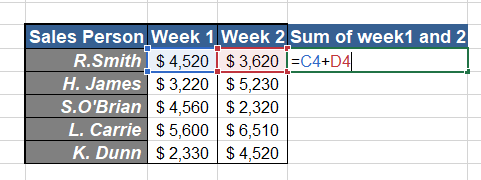 Sales Person Week 1 Week 2 Sum of week1 and 2
R.Smith $ 4,520 $ 3,620 =C4+D4
H. James $ 3,220 $ 5,230
S.O'Brian $ 4,560 $ 2,320
L. Carrie $ 5,600 $ 6,510
K. Dunn $ 2,330 $ 4,520